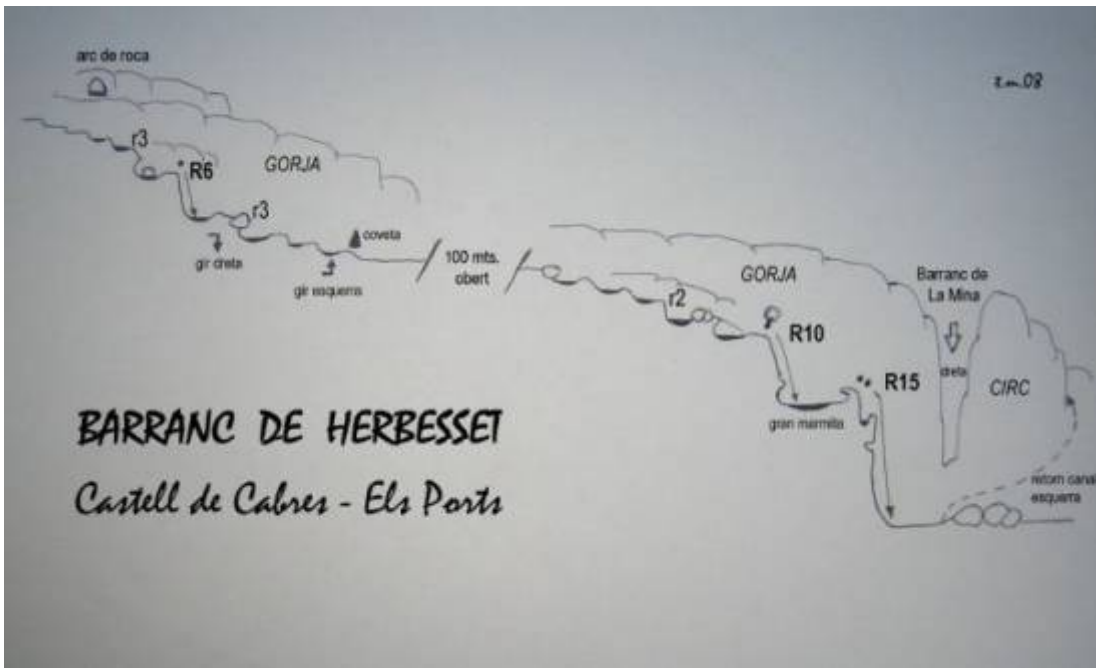 arc de roca
z.m.08
r3
R6
GORJA
r3
gir dreta
coveta
gir esquerra
100 mts.
obert
GORJA
Barranc de
La Mina
r2
R10
dreta
R15
CIRC
gran marmita
retorn canal
esquerra
BARRANC DE HERBESSET
Castell de Cabres - Els Ports